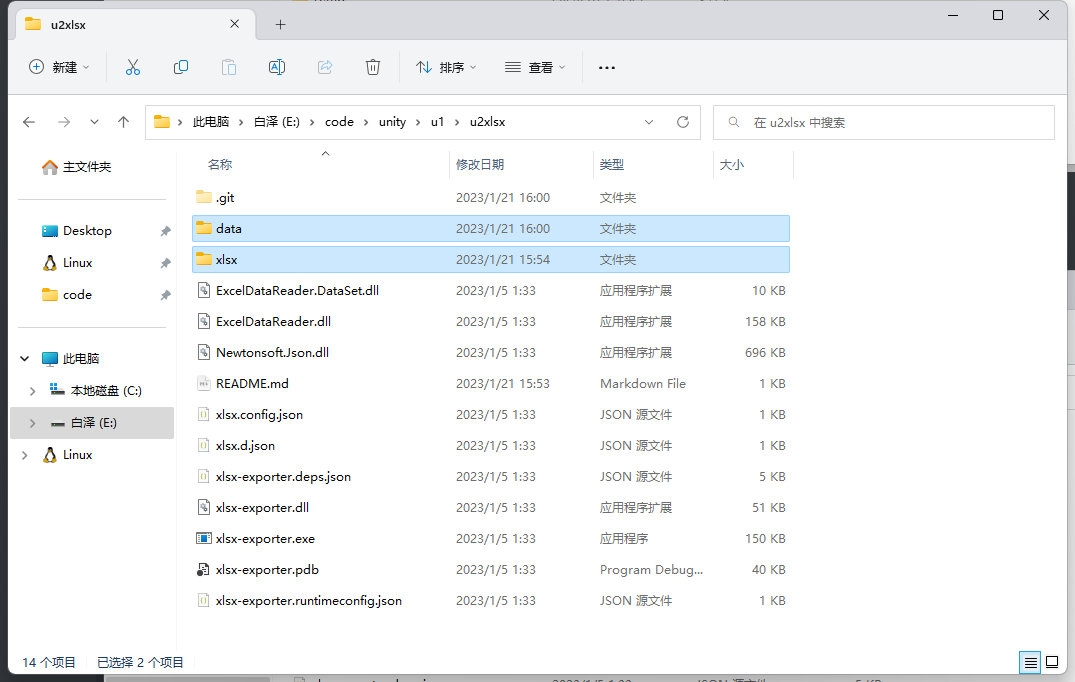 u2xlsx
新建
排序
查看
此电脑 白泽 (E:) code unity u1 u2xlsx
在 u2xlsx 中搜索
主文件夹
Desktop
Linux
code
此电脑
本地磁盘 (C:)
白泽 (E:)
Linux
名称 修改日期 类型 大小
.git 2023/1/21 16:00 文件夹
data 2023/1/21 16:00 文件夹
xlsx 2023/1/21 15:54 文件夹
ExcelDataReader.DataSet.dll 2023/1/5 1:33 应用程序扩展 10 KB
ExcelDataReader.dll 2023/1/5 1:33 应用程序扩展 158 KB
Newtonsoft.Json.dll 2023/1/5 1:33 应用程序扩展 696 KB
README.md 2023/1/21 15:53 Markdown File 1 KB
xlsx.config.json 2023/1/5 1:33 JSON 源文件 1 KB
xlsx.d.json 2023/1/5 1:33 JSON 源文件 1 KB
xlsx-exporter.deps.json 2023/1/5 1:33 JSON 源文件 5 KB
xlsx-exporter.dll 2023/1/5 1:33 应用程序扩展 51 KB
xlsx-exporter.exe 2023/1/5 1:33 应用程序 150 KB
xlsx-exporter.pdb 2023/1/5 1:33 Program Debug... 40 KB
xlsx-exporter.runtimeconfig.json 2023/1/5 1:33 JSON 源文件 1 KB
14 个项目 已选择 2 个项目